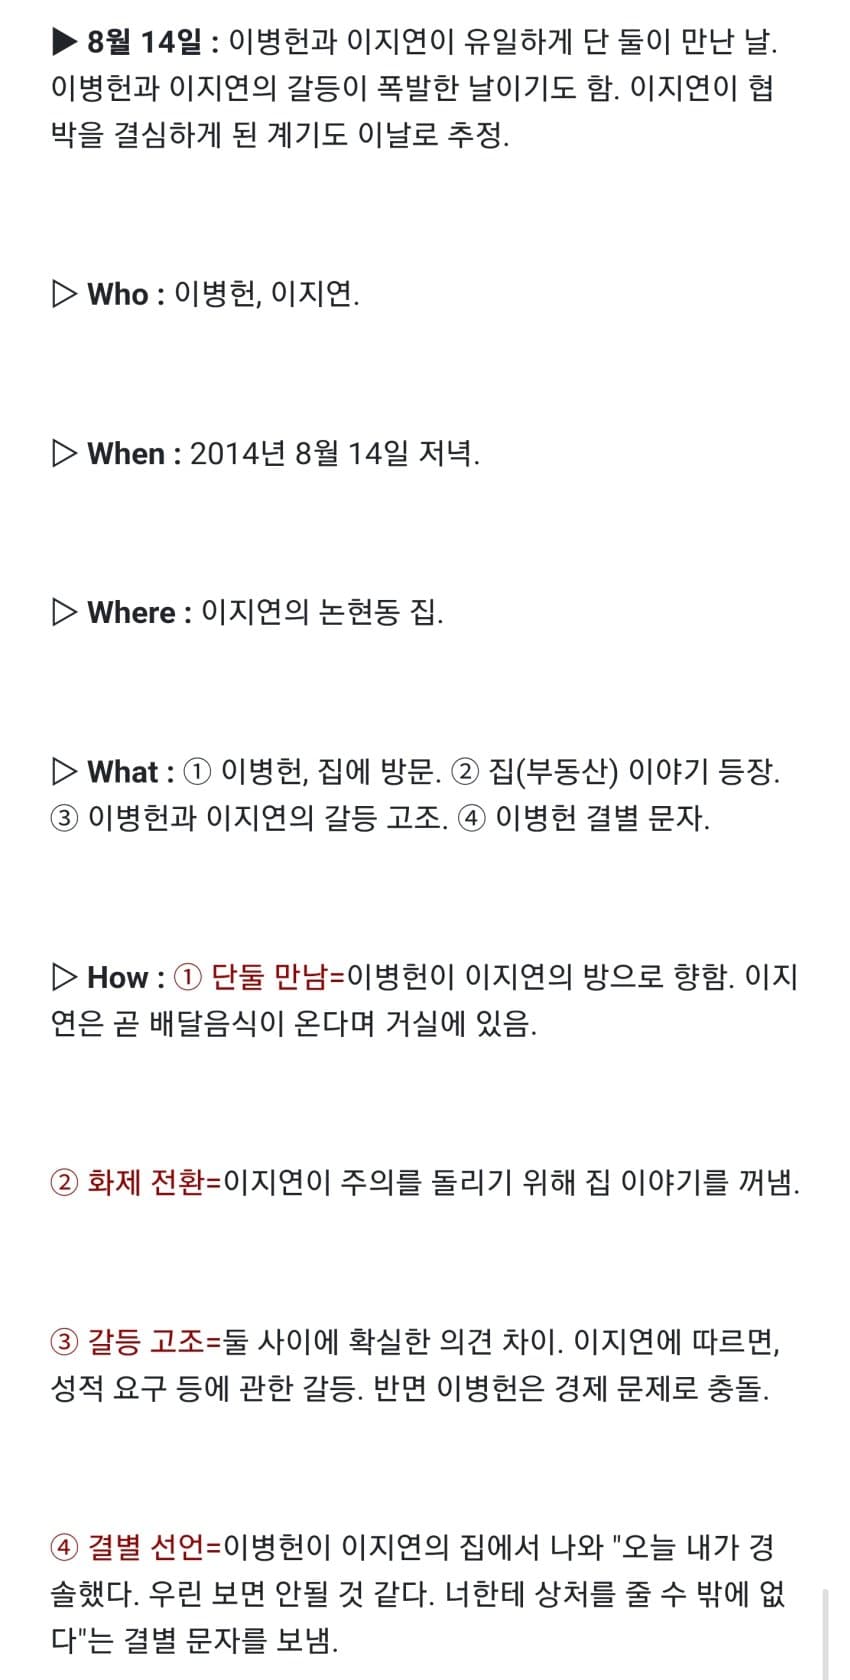 ▶ 8월 14일 : 이병헌과 이지연이 유일하게 단 둘이 만난 날.
이병헌과 이지연의 갈등이 폭발한 날이기도 함. 이지연이 협
박을 결심하게 된 계기도 이날로 추정.
▷ Who : 이병헌, 이지연.
▷ When : 2014년 8월 14일 저녁.
▷ Where : 이지연의 논현동 집.
▷ What : ① 이병헌, 집에 방문. ② 집(부동산) 이야기 등장.
③ 이병헌과 이지연의 갈등 고조. ④ 이병헌 결별 문자.
▷ How : ① 단둘 만남=이병헌이 이지연의 방으로 향함. 이지
연은 곧 배달음식이 온다며 거실에 있음.
② 화제 전환=이지연이 주의를 돌리기 위해 집 이야기를 꺼냄.
③ 갈등 고조=둘 사이에 확실한 의견 차이. 이지연에 따르면,
성적 요구 등에 관한 갈등. 반면 이병헌은 경제 문제로 충돌.
④ 결별 선언=이병헌이 이지연의 집에서 나와 "오늘 내가 경
솔했다. 우린 보면 안될 것 같다. 너한테 상처를 줄 수 밖에 없
다"는 결별 문자를 보냄.